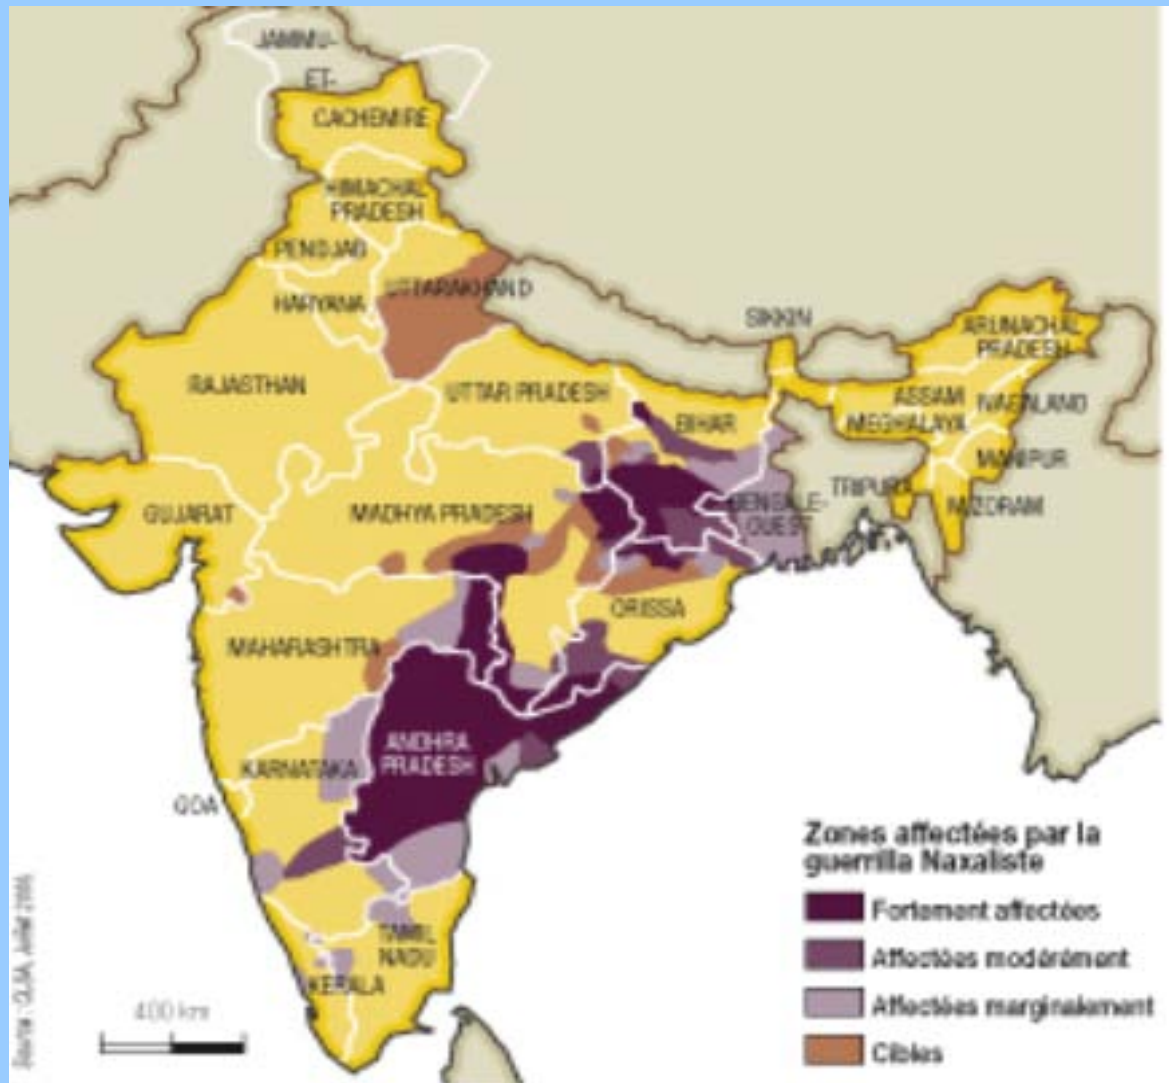 JAMMU-
ET-
CACHEMIRE
HIMACHAL
PRADESH
PENDJAB
UTTARAKHAND
HARYANA
SIKKIN
ARUNACHAL
PRADESH
RAJASTHAN
UTTAR PRADESH
BIHAR
ASSAM
NAGALAND
MEGHALAYA
MANIPUR
TRIPURA
MIZORAM
GUJARAT
MADHYA PRADESH
BENGALE-
OUEST
ORISSA
MAHARASHTRA
ANDHRA
PRADESH
KARNATAKA
GOA
TAMIL
NADU
KERALA
400 km
Zones affectées par la
guerrilla Naxaliste
Fortement affectées
Affectées modérément
Affectées marginalement
Cibles
Source :